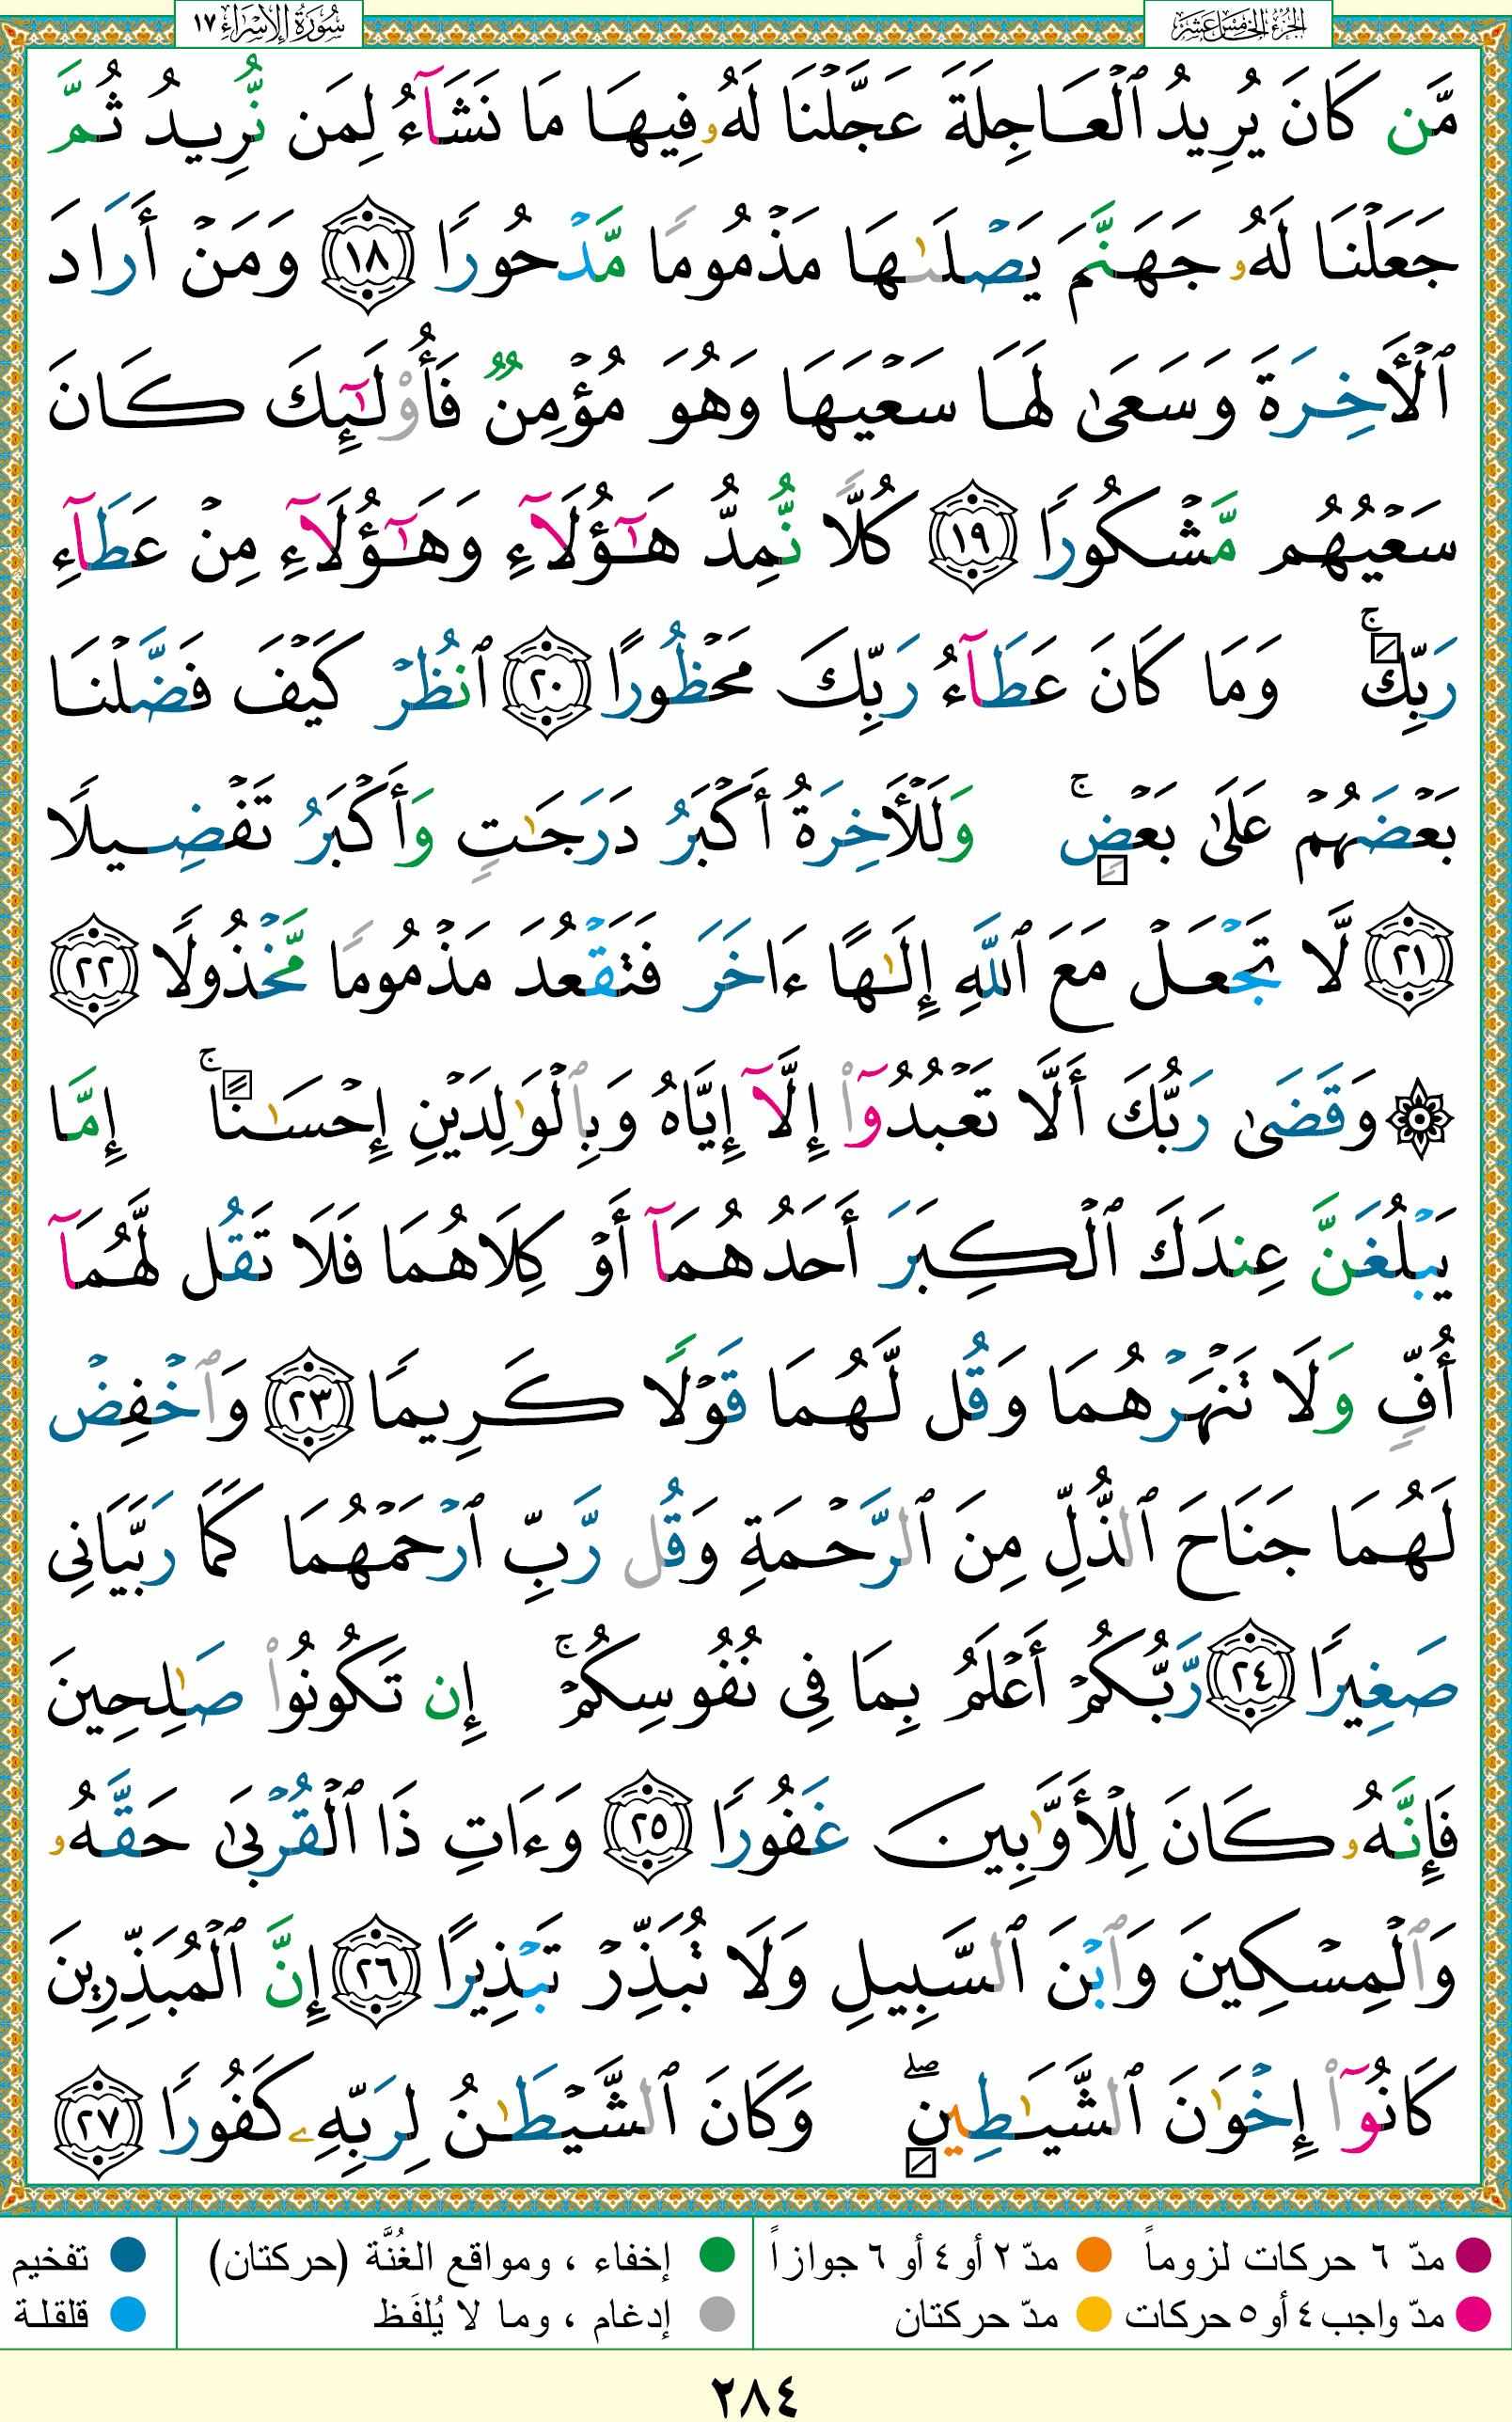 الجزء الخامس عشر
سُورَةُ الإِسْرَاءِ ١٧
مَّن كَانَ يُرِيدُ ٱلْعَاجِلَةَ عَجَّلْنَا لَهُۥ فِيهَا مَا نَشَآءُ لِمَن نُّرِيدُ ثُمَّ
جَعَلْنَا لَهُۥ جَهَنَّمَ يَصْلَىٰهَا مَذْمُومًا مَّدْحُورًا ١٨ وَمَنْ أَرَادَ
ٱلْأَخِرَةَ وَسَعَىٰ لَهَا سَعْيَهَا وَهُوَ مُؤْمِنٌ فَأُو۟لَـٰٓئِكَ كَانَ
سَعْيُهُم مَّشْكُورًا ١٩ كُلًّا نُّمِدُّ هَـٰٓؤُلَآءِ وَهَـٰٓؤُلَآءِ مِنْ عَطَآءِ
رَبِّكَ ۚ وَمَا كَانَ عَطَآءُ رَبِّكَ مَحْظُورًا ٢٠ ٱنظُرْ كَيْفَ فَضَّلْنَا
بَعْضَهُمْ عَلَىٰ بَعْضٍ ۚ وَلَلْأَخِرَةُ أَكْبَرُ دَرَجَـٰتٍ وَأَكْبَرُ تَفْضِيلًا
٢١ لَّا تَجْعَلْ مَعَ ٱللَّهِ إِلَـٰهًا ءَاخَرَ فَتَقْعُدَ مَذْمُومًا مَّخْذُولًا ٢٢
۞ وَقَضَىٰ رَبُّكَ أَلَّا تَعْبُدُوٓا۟ إِلَّآ إِيَّاهُ وَبِٱلْوَٰلِدَيْنِ إِحْسَـٰنًا ۚ إِمَّا
يَبْلُغَنَّ عِندَكَ ٱلْكِبَرَ أَحَدُهُمَآ أَوْ كِلَاهُمَا فَلَا تَقُل لَّهُمَآ
أُفٍّ وَلَا تَنْهَرْهُمَا وَقُل لَّهُمَا قَوْلًا كَرِيمًا ٢٣ وَٱخْفِضْ
لَهُمَا جَنَاحَ ٱلذُّلِّ مِنَ ٱلرَّحْمَةِ وَقُل رَّبِّ ٱرْحَمْهُمَا كَمَا رَبَّيَانِى
صَغِيرًا ٢٤ رَّبُّكُمْ أَعْلَمُ بِمَا فِى نُفُوسِكُمْ ۚ إِن تَكُونُوا۟ صَـٰلِحِينَ
فَإِنَّهُۥ كَانَ لِلْأَوَّٰبِينَ غَفُورًا ٢٥ وَءَاتِ ذَا ٱلْقُرْبَىٰ حَقَّهُۥ
وَٱلْمِسْكِينَ وَٱبْنَ ٱلسَّبِيلِ وَلَا تُبَذِّرْ تَبْذِيرًا ٢٦ إِنَّ ٱلْمُبَذِّرِينَ
كَانُوٓا۟ إِخْوَٰنَ ٱلشَّيَـٰطِينِ ۖ وَكَانَ ٱلشَّيْطَـٰنُ لِرَبِّهِۦ كَفُورًا ٢٧
مدّ ٦ حركات لزوماً مدّ ٢ أو ٤ أو ٦ جوازاً إخفاء ، ومواقع الغُنَّة (حركتان) تفخيم
مدّ واجب ٤ أو ٥ حركات مدّ حركتان إدغام ، وما لا يُلفَظ قلقلة
٢٨٤